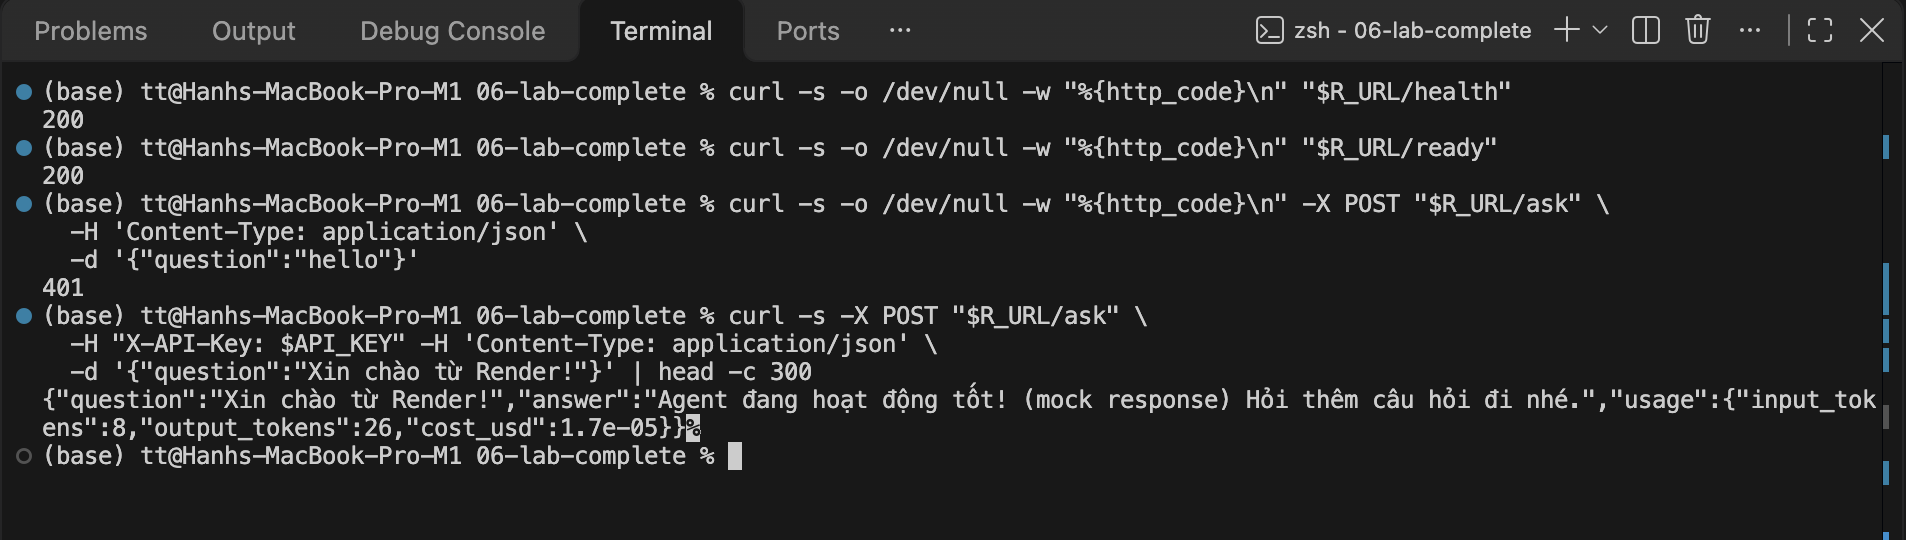 Problems Output Debug Console Terminal Ports ··· zsh - 06-lab-complete ···
(base) tt@Hanhs-MacBook-Pro-M1 06-lab-complete % curl -s -o /dev/null -w "%{http_code}\n" "$R_URL/health"
200
(base) tt@Hanhs-MacBook-Pro-M1 06-lab-complete % curl -s -o /dev/null -w "%{http_code}\n" "$R_URL/ready"
200
(base) tt@Hanhs-MacBook-Pro-M1 06-lab-complete % curl -s -o /dev/null -w "%{http_code}\n" -X POST "$R_URL/ask" \
  -H 'Content-Type: application/json' \
  -d '{"question":"hello"}'
401
(base) tt@Hanhs-MacBook-Pro-M1 06-lab-complete % curl -s -X POST "$R_URL/ask" \
  -H "X-API-Key: $API_KEY" -H 'Content-Type: application/json' \
  -d '{"question":"Xin chào từ Render!"}' | head -c 300
{"question":"Xin chào từ Render!","answer":"Agent đang hoạt động tốt! (mock response) Hỏi thêm câu hỏi đi nhé.","usage":{"input_tok
ens":8,"output_tokens":26,"cost_usd":1.7e-05}}%
(base) tt@Hanhs-MacBook-Pro-M1 06-lab-complete %